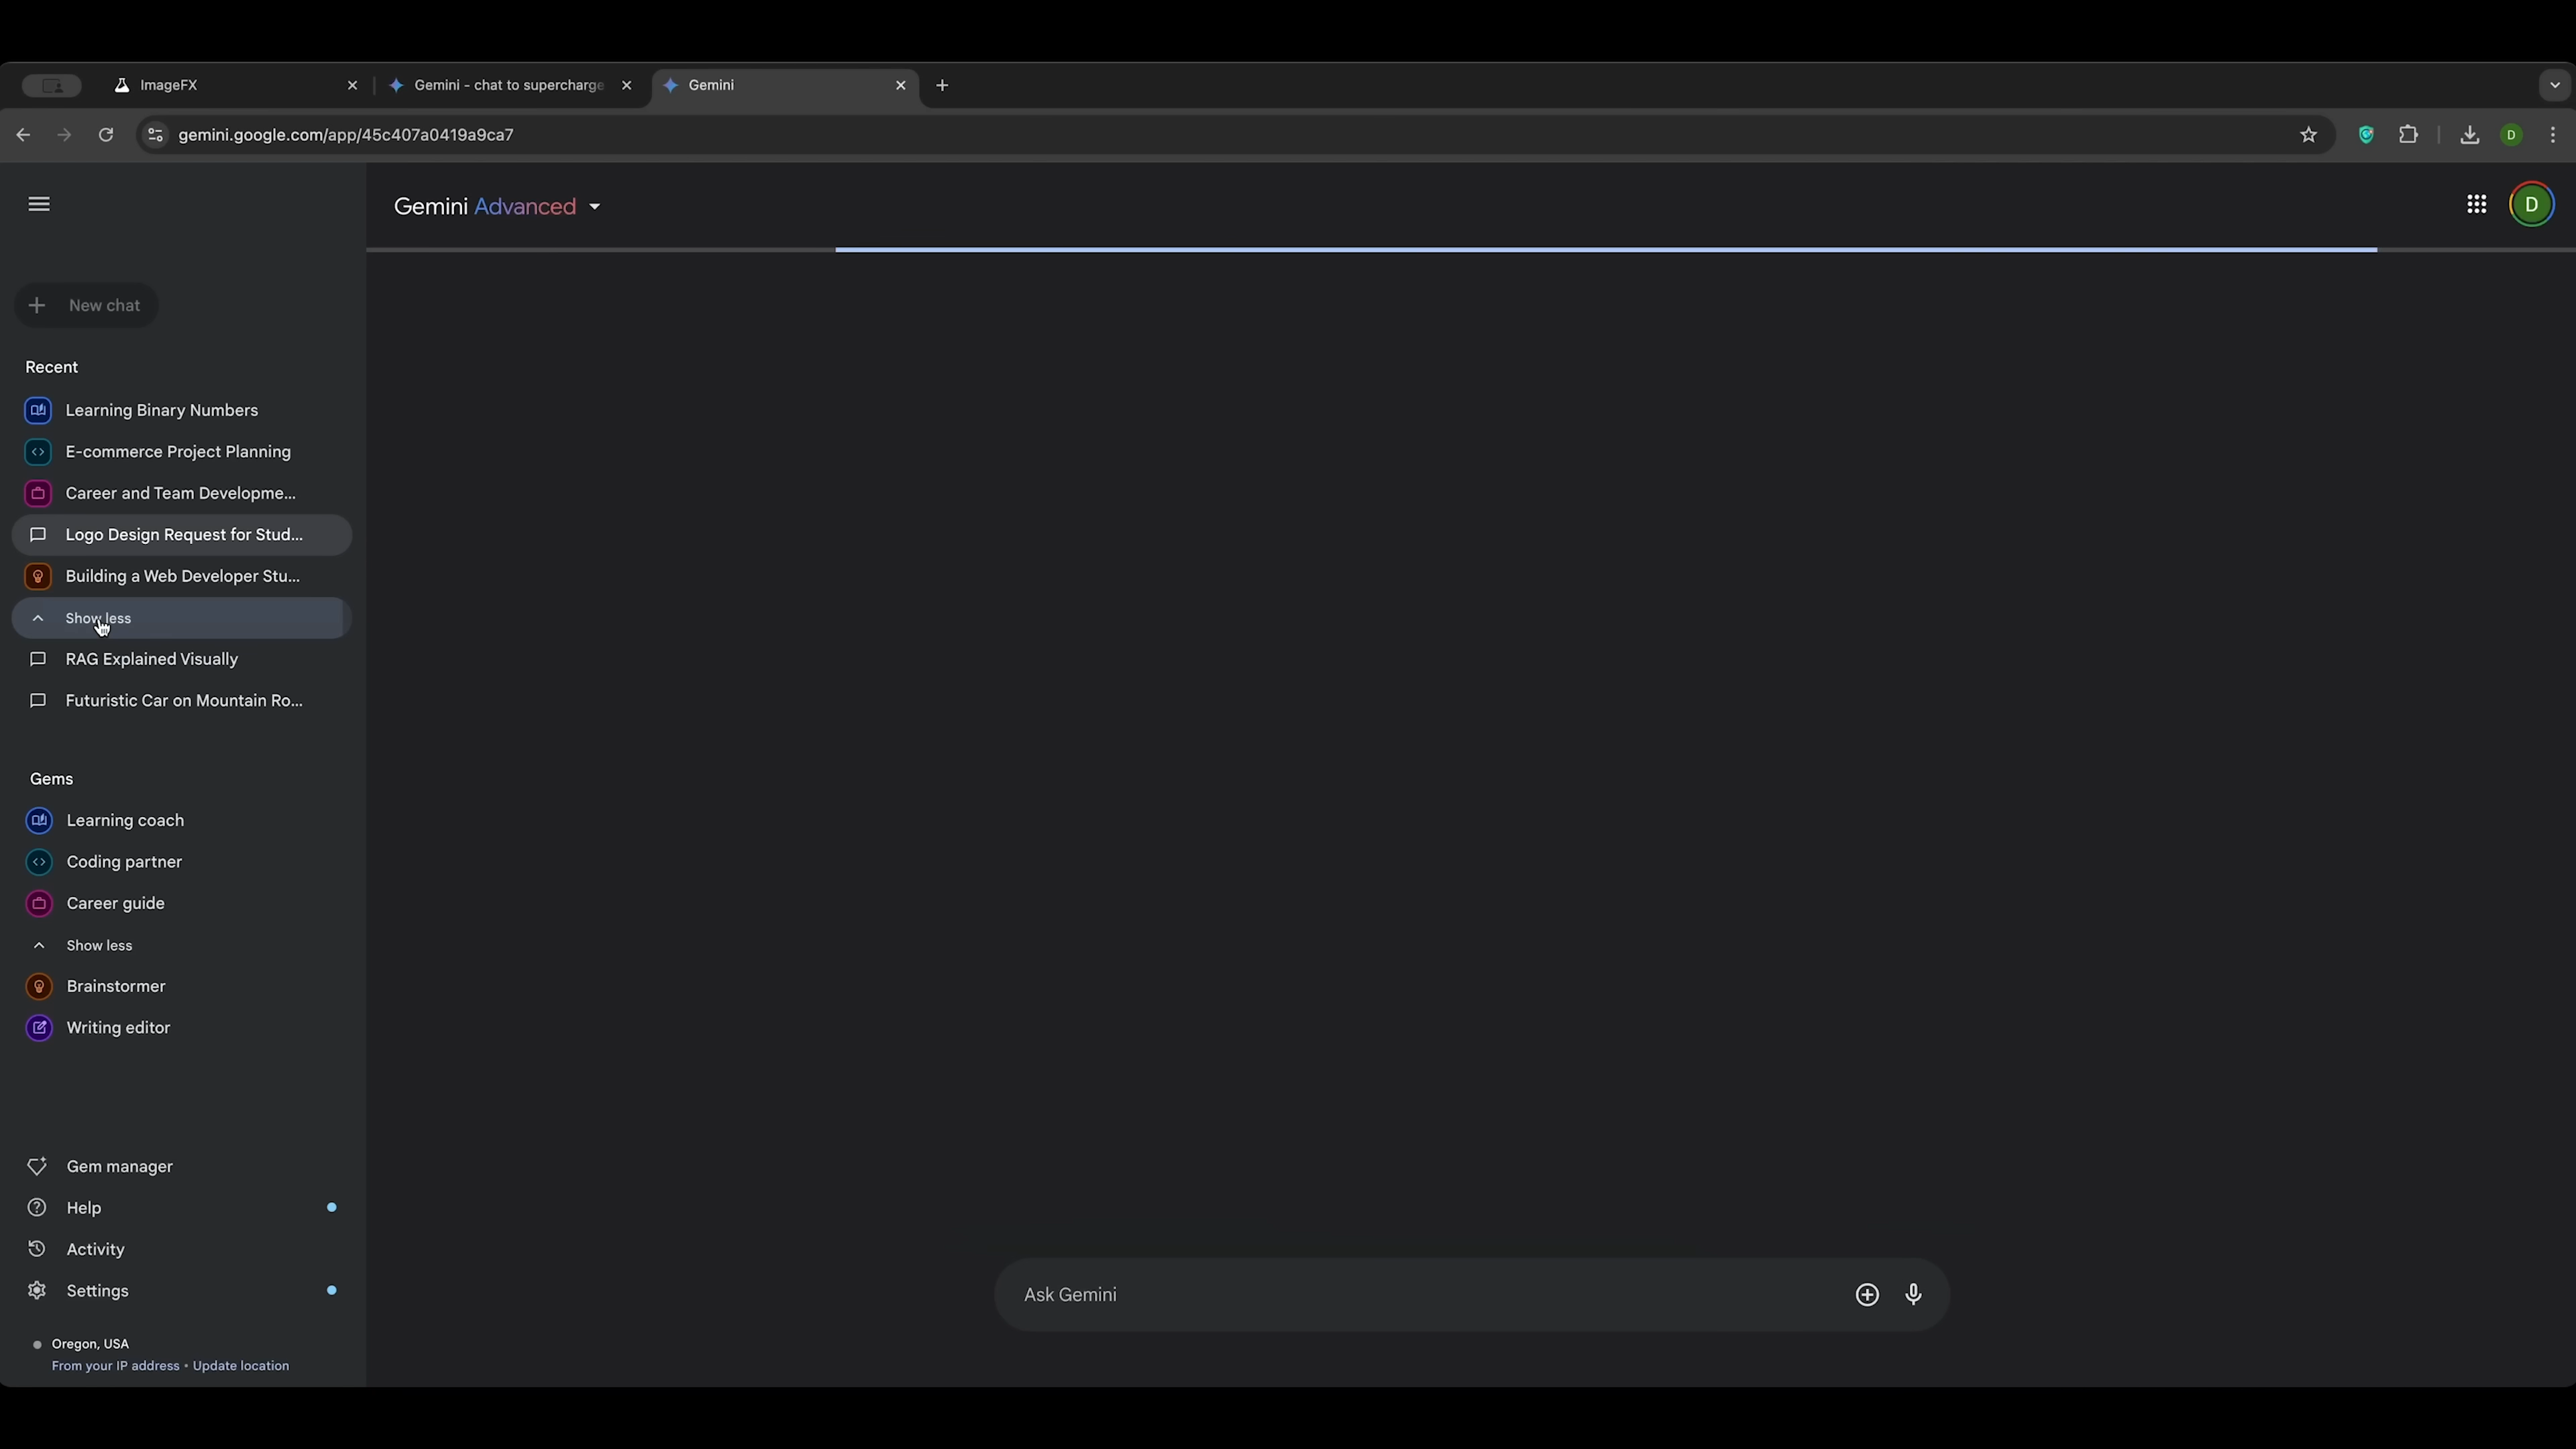 ImageFX
Gemini - chat to supercharge
Gemini
gemini.google.com/app/45c407a0419a9ca7
D
Gemini Advanced
D
New chat
Recent
Learning Binary Numbers
E-commerce Project Planning
Career and Team Developme...
Logo Design Request for Stud...
Building a Web Developer Stu...
Show less
RAG Explained Visually
Futuristic Car on Mountain Ro...
Gems
Learning coach
Coding partner
Career guide
Show less
Brainstormer
Writing editor
Gem manager
Help
Activity
Settings
Oregon, USA
From your IP address • Update location
Ask Gemini